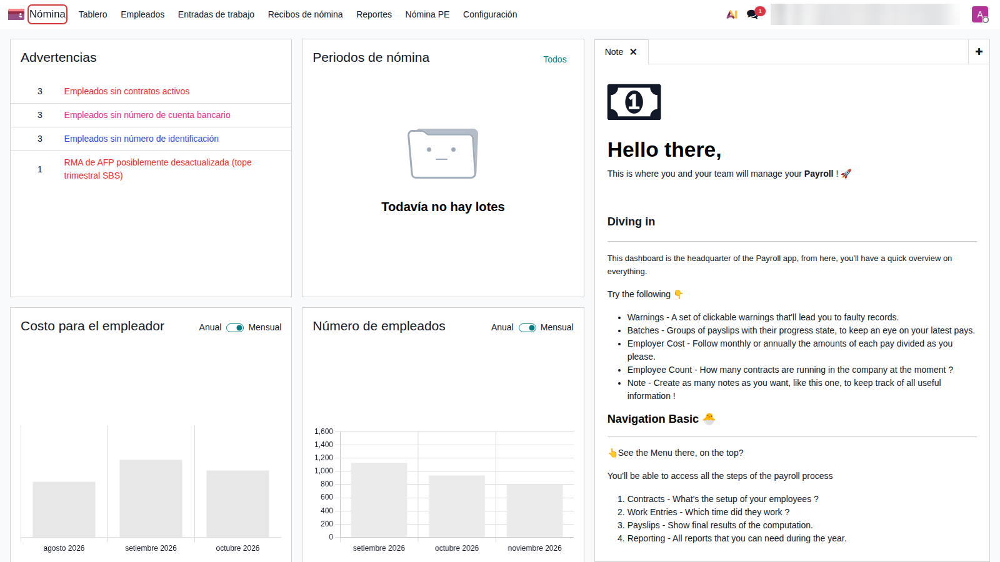 Nómina Tablero Empleados Entradas de trabajo Recibos de nómina Reportes Nómina PE Configuración AI 1 A
Advertencias
3 Empleados sin contratos activos
3 Empleados sin número de cuenta bancario
3 Empleados sin número de identificación
1 RMA de AFP posiblemente desactualizada (tope
trimestral SBS)
Periodos de nómina Todos
Todavía no hay lotes
Costo para el empleador Anual Mensual
agosto 2026 setiembre 2026 octubre 2026
Número de empleados Anual Mensual
1,600
1,400
1,200
1,000
800
600
400
200
0
setiembre 2026 octubre 2026 noviembre 2026
Note ✕ +
1
Hello there,
This is where you and your team will manage your Payroll ! 🚀
Diving in
This dashboard is the headquarter of the Payroll app, from here, you'll have a quick overview on
everything.
Try the following 👇
• Warnings - A set of clickable warnings that'll lead you to faulty records.
• Batches - Groups of payslips with their progress state, to keep an eye on your latest pays.
• Employer Cost - Follow monthly or annually the amounts of each pay divided as you
please.
• Employee Count - How many contracts are running in the company at the moment ?
• Note - Create as many notes as you want, like this one, to keep track of all useful
information !
Navigation Basic 🐣
👆See the Menu there, on the top?
You'll be able to access all the steps of the payroll process
1. Contracts - What's the setup of your employees ?
2. Work Entries - Which time did they work ?
3. Payslips - Show final results of the computation.
4. Reporting - All reports that you can need during the year.